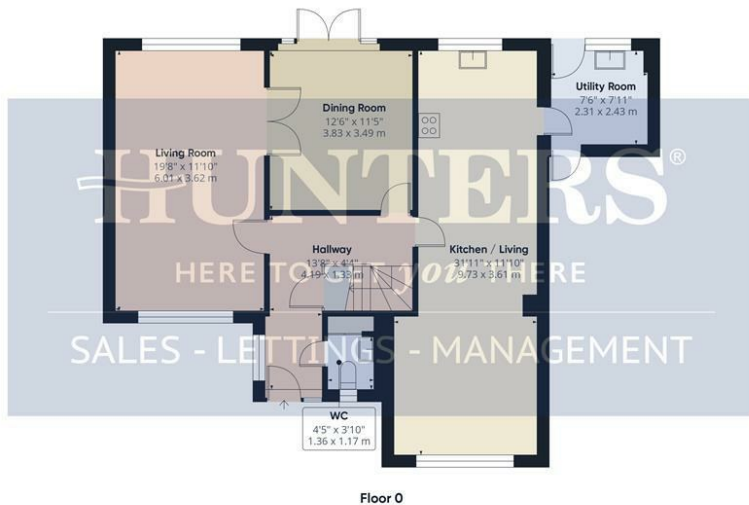 Utility Room
7'6" x 7'11"
2.31 x 2.43 m
Dining Room
12'6" x 11'5"
3.83 x 3.49 m
Living Room
19'8" x 11'10"
6.01 x 3.62 m
HUNTERS®
Hallway
13'8" x 4'4"
4.19 x 1.33 m
Kitchen / Living
31'11" x 11'10"
9.73 x 3.61 m
HERE TO GET you THERE
SALES - LETTINGS - MANAGEMENT
WC
4'5" x 3'10"
1.36 x 1.17 m
Floor 0